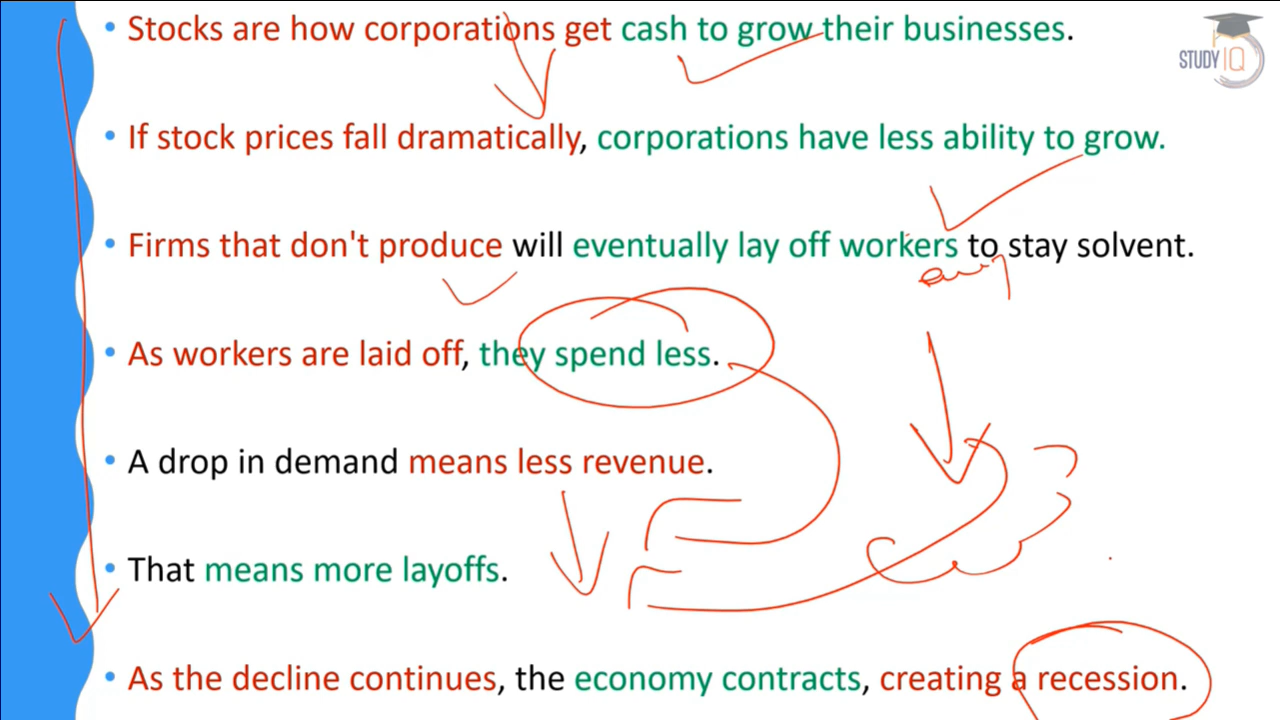 • Stocks are how corporations get cash to grow their businesses.
STUDY IQ
• If stock prices fall dramatically, corporations have less ability to grow.
• Firms that don't produce will eventually lay off workers to stay solvent.
• As workers are laid off, they spend less.
• A drop in demand means less revenue.
• That means more layoffs.
• As the decline continues, the economy contracts, creating a recession.